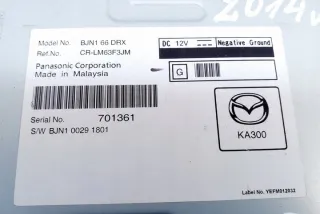 2014
Model No. BJN1 66 DRX
Ref.No. CR-LM63F3JM
DC 12V Negative Ground
Panasonic Corporation
Made in Malaysia
G
KA300
Serial No. 701361
S/W BJN1 0029 1801
Label No. YEFM012032